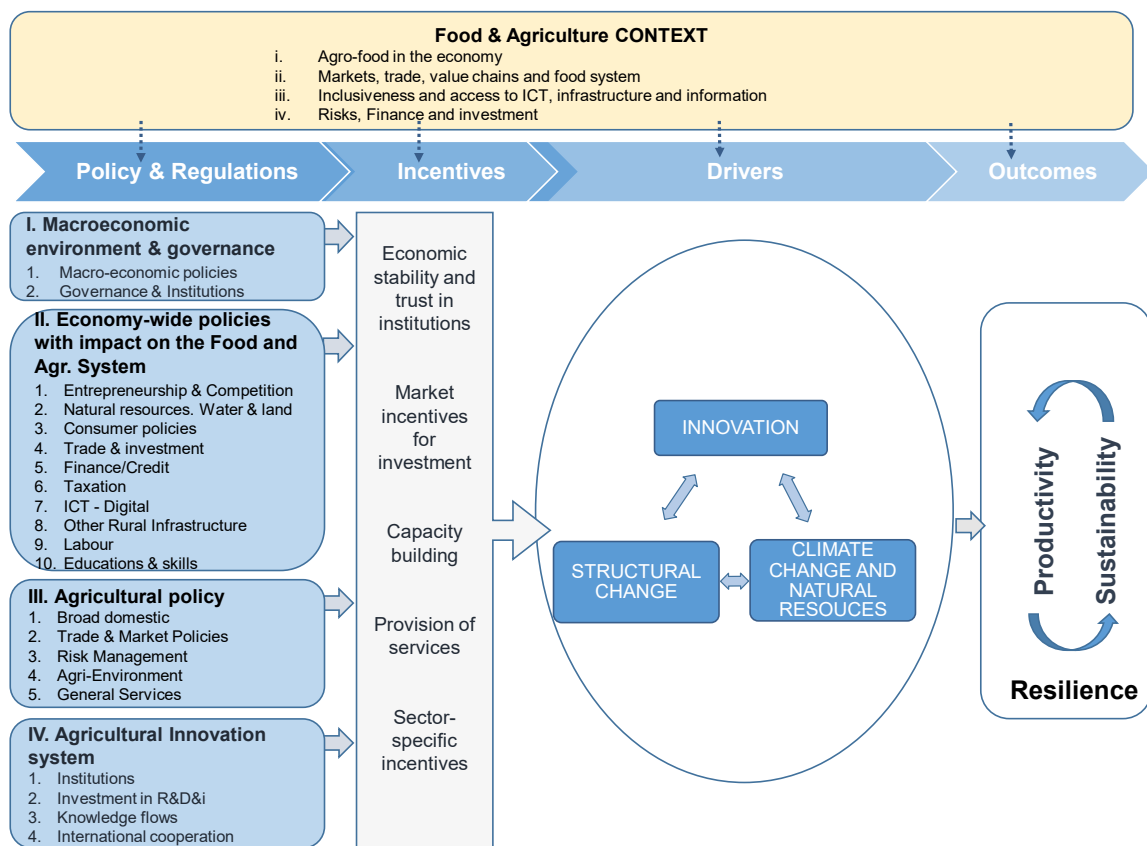 Food & Agriculture CONTEXT
i. Agro-food in the economy
ii. Markets, trade, value chains and food system
iii. Inclusiveness and access to ICT, infrastructure and information
iv. Risks, Finance and investment
Policy & Regulations
Incentives
Drivers
Outcomes
I. Macroeconomic
environment & governance
1. Macro-economic policies
2. Governance & Institutions
II. Economy-wide policies
with impact on the Food and
Agr. System
1. Entrepreneurship & Competition
2. Natural resources. Water & land
3. Consumer policies
4. Trade & investment
5. Finance/Credit
6. Taxation
7. ICT - Digital
8. Other Rural Infrastructure
9. Labour
10. Educations & skills
III. Agricultural policy
1. Broad domestic
2. Trade & Market Policies
3. Risk Management
4. Agri-Environment
5. General Services
IV. Agricultural Innovation
system
1. Institutions
2. Investment in R&D&i
3. Knowledge flows
4. International cooperation
Economic
stability and
trust in
institutions
Market
incentives
for
investment
Capacity
building
Provision of
services
Sector-
specific
incentives
INNOVATION
STRUCTURAL
CHANGE
CLIMATE
CHANGE AND
NATURAL
RESOUCES
Productivity
Sustainability
Resilience